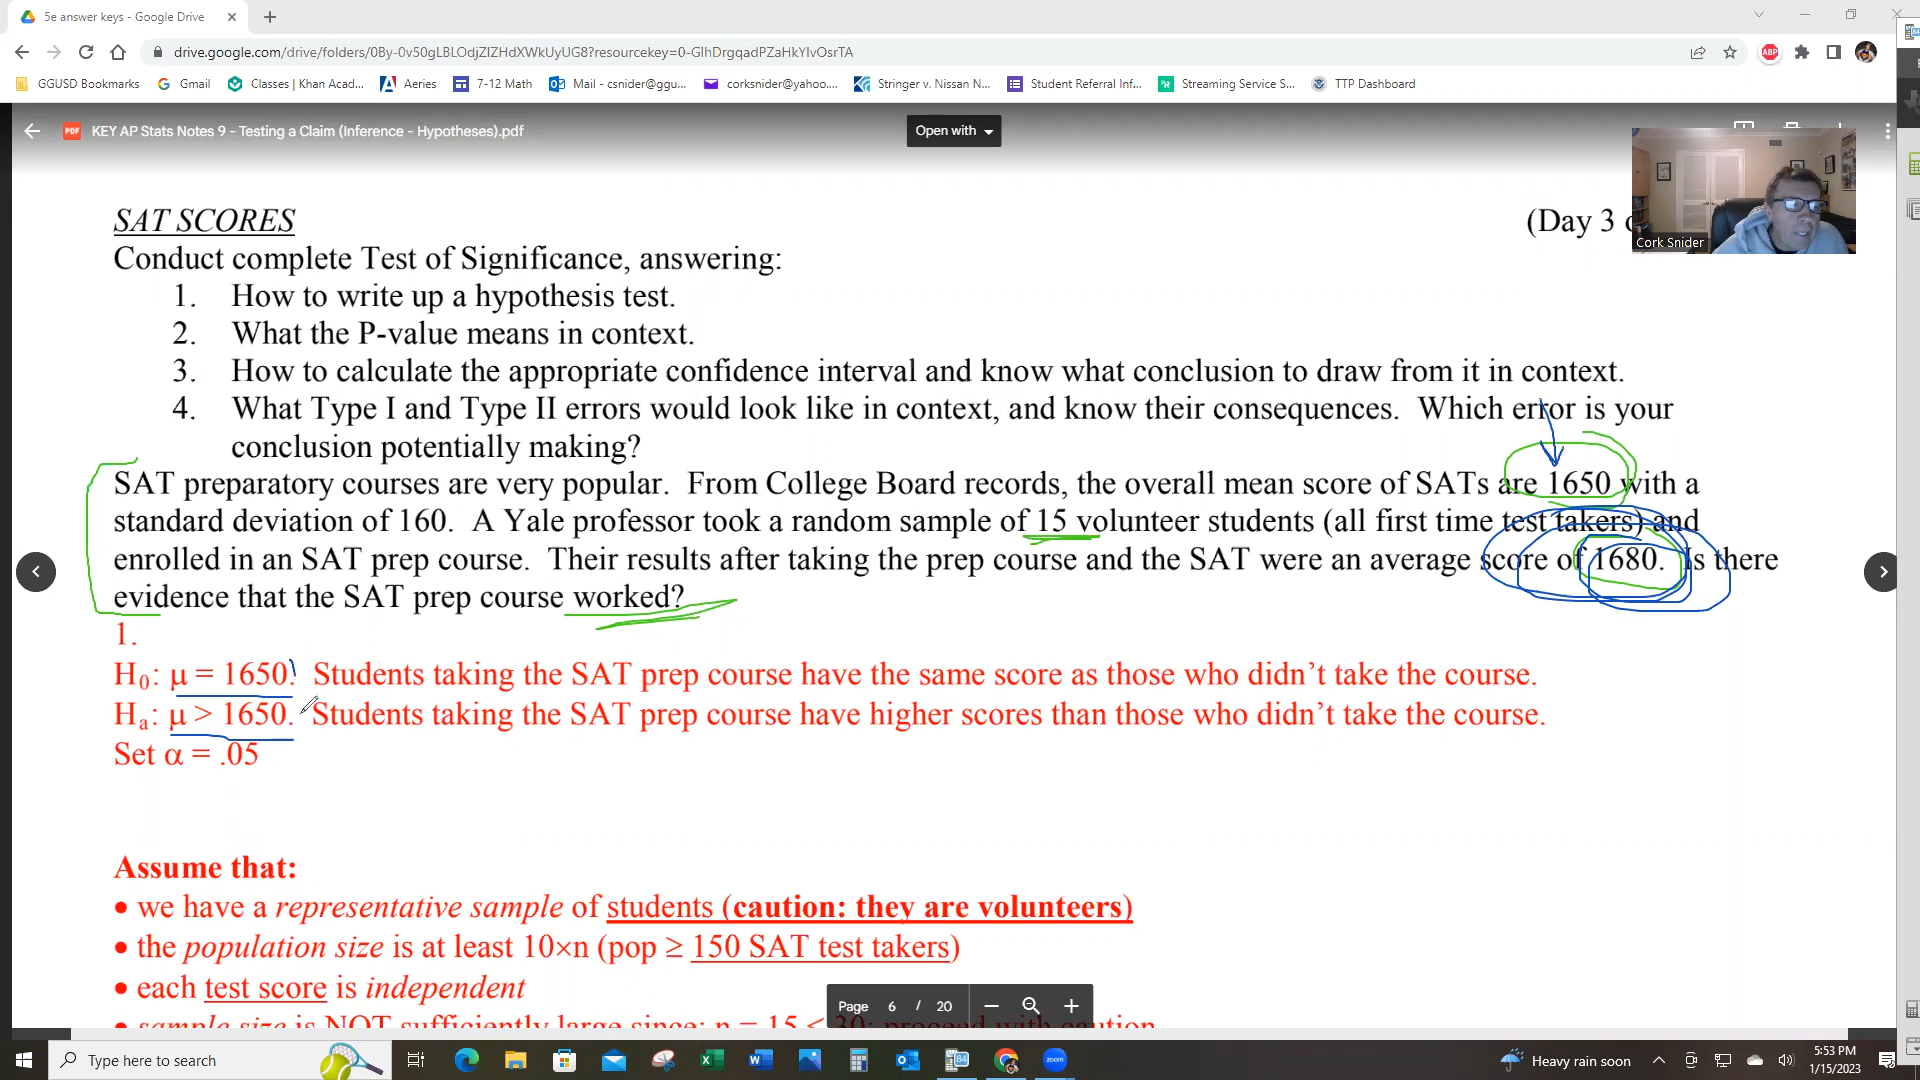 5e answer keys - Google Drive
drive.google.com/drive/folders/0By-0v50gLBLOdjZIZHdXWkUyUG8?resourcekey=0-GlhDrgqadPZaHkYlvOsrTA
GGUSD Bookmarks Gmail Classes | Khan Acad... Aeries 7-12 Math Mail - csnider@ggu... corksnider@yahoo.... Stringer v. Nissan N... Student Referral Inf... Streaming Service S... TTP Dashboard
PDF KEY AP Stats Notes 9 - Testing a Claim (Inference - Hypotheses).pdf Open with
SAT SCORES (Day 3
Cork Snider
Conduct complete Test of Significance, answering:
1. How to write up a hypothesis test.
2. What the P-value means in context.
3. How to calculate the appropriate confidence interval and know what conclusion to draw from it in context.
4. What Type I and Type II errors would look like in context, and know their consequences. Which error is your
conclusion potentially making?
SAT preparatory courses are very popular. From College Board records, the overall mean score of SATs are 1650 with a
standard deviation of 160. A Yale professor took a random sample of 15 volunteer students (all first time test takers) and
enrolled in an SAT prep course. Their results after taking the prep course and the SAT were an average score of 1680. Is there
evidence that the SAT prep course worked?
1.
H₀: μ = 1650. Students taking the SAT prep course have the same score as those who didn't take the course.
Hₐ: μ > 1650. Students taking the SAT prep course have higher scores than those who didn't take the course.
Set α = .05
Assume that:
• we have a representative sample of students (caution: they are volunteers)
• the population size is at least 10×n (pop ≥ 150 SAT test takers)
• each test score is independent
• sample size is NOT sufficiently large since: n = 15 < 30; proceed with caution
Page 6 / 20
Type here to search
Heavy rain soon
5:53 PM
1/15/2023